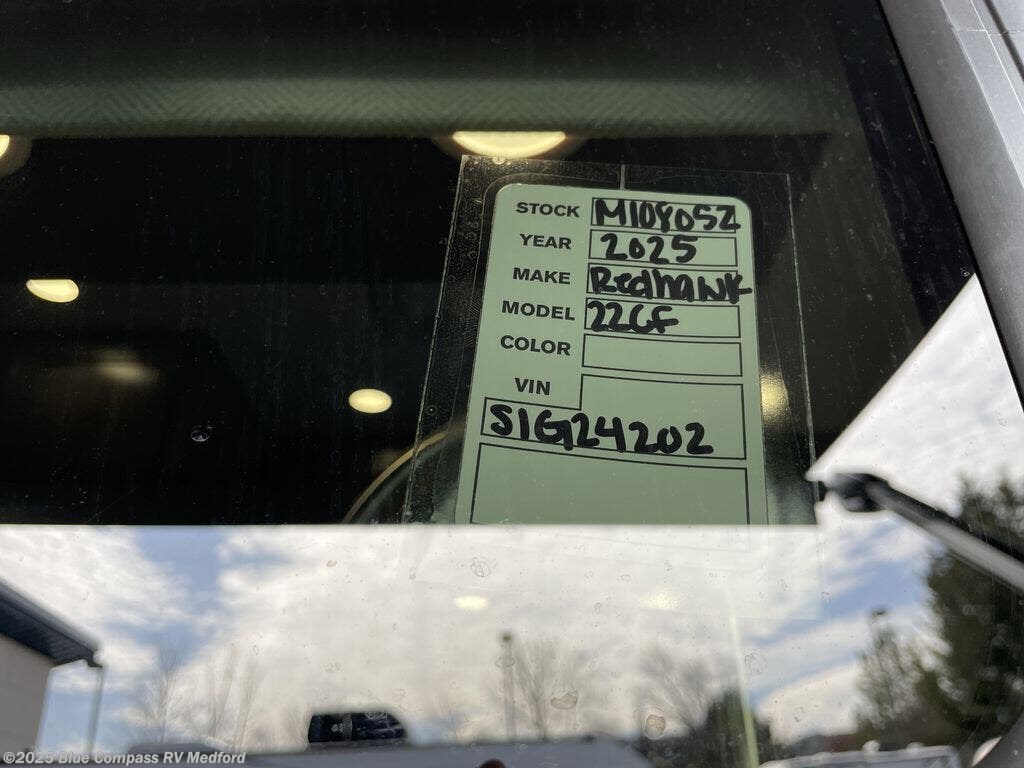 STOCK M108052
YEAR 2025
MAKE Redhawk
MODEL 22CF
COLOR
VIN
S1G24202
©2025 Blue Compass RV Medford